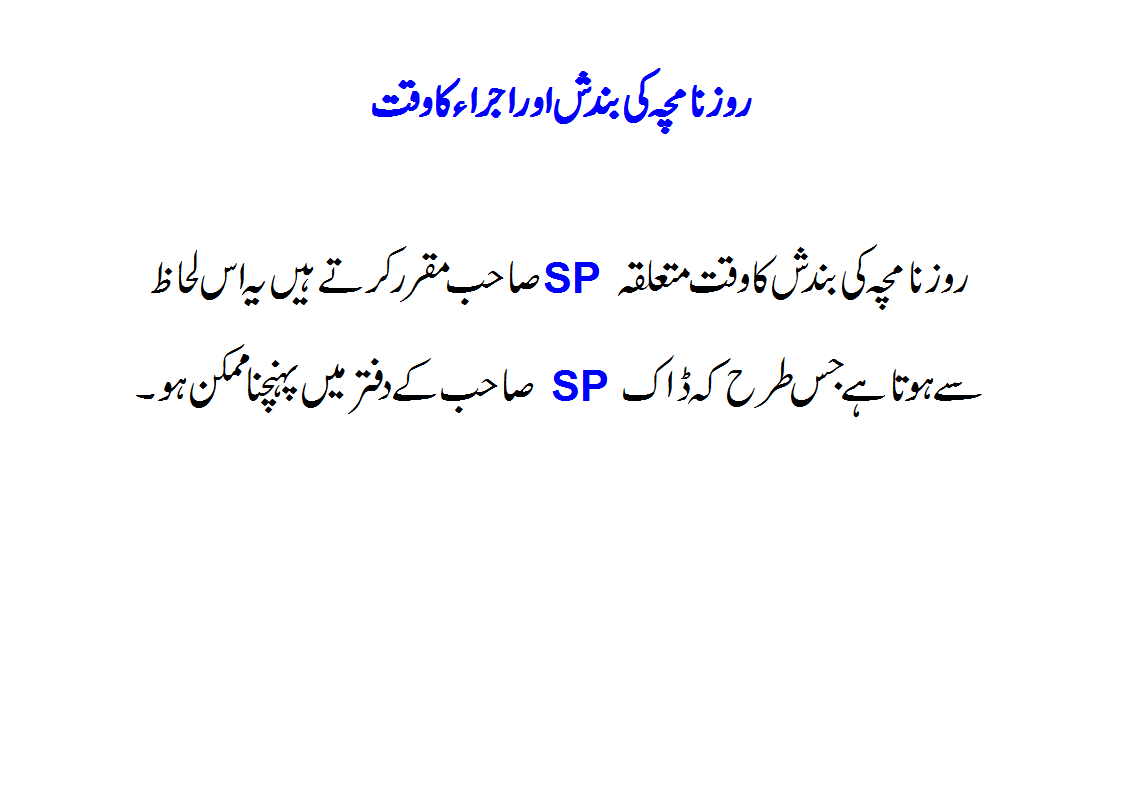 روزنامچہ کی بندش اور اجراء کا وقت
روزنامچہ کی بندش کا وقت متعلقہ SP صاحب مقرر کرتے ہیں یہ اس لحاظ
سے ہوتا ہے جس طرح کہ ڈاک SP صاحب کے دفتر میں پہنچنا ممکن ہو۔